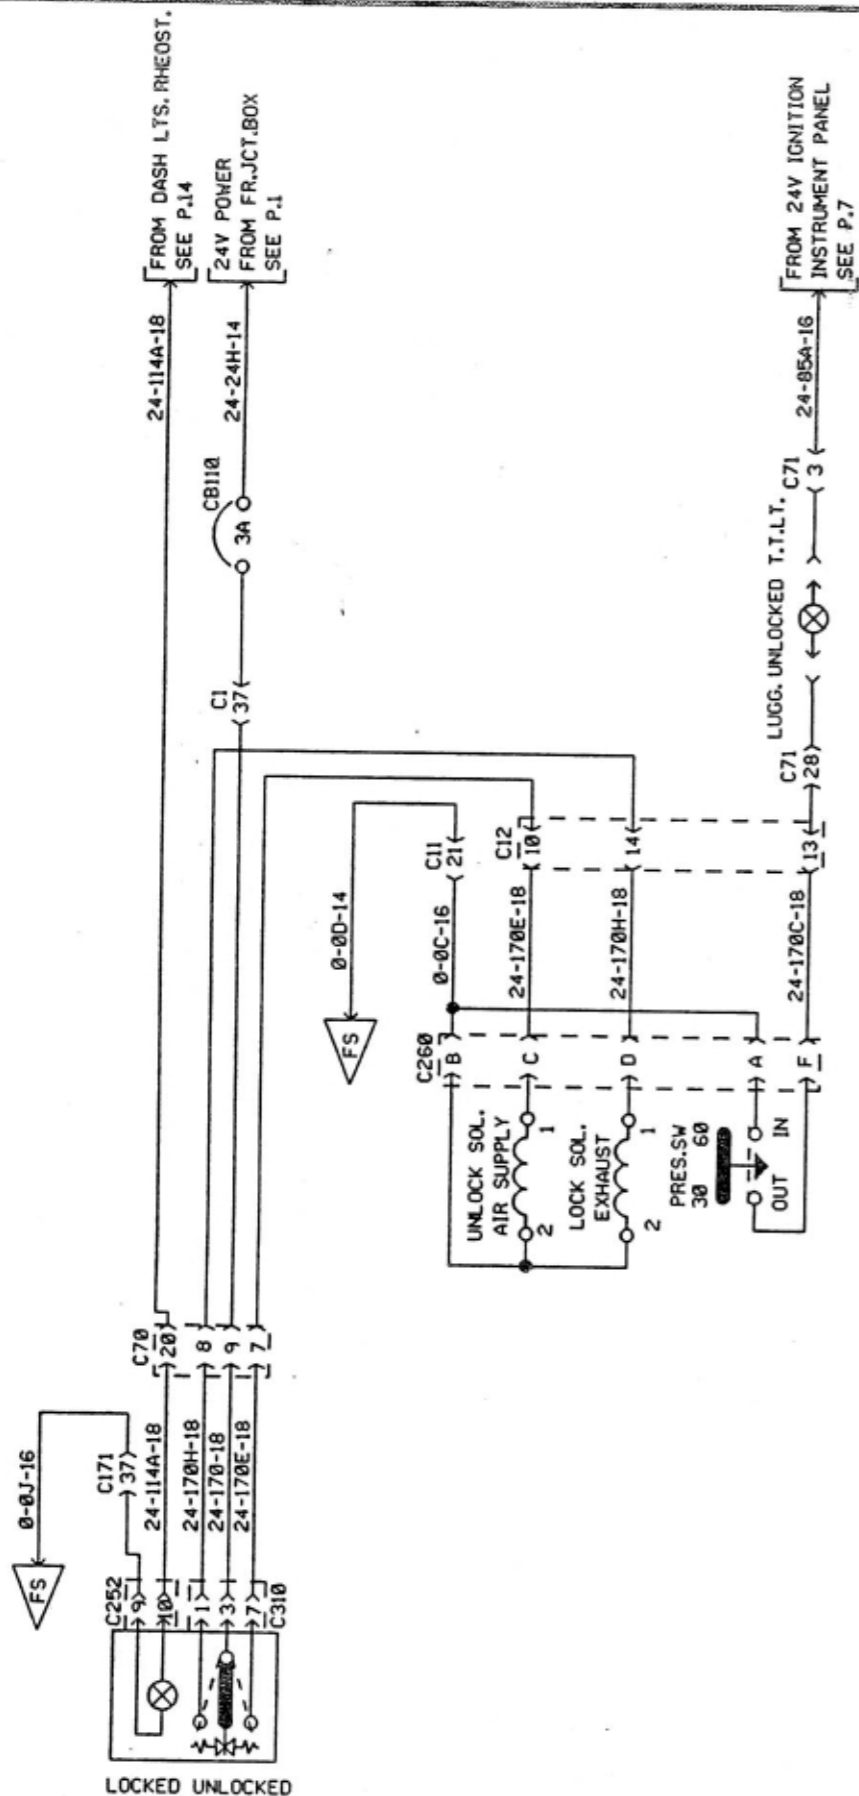 FROM DASH LTS. RHEOST.
SEE P.14
24V POWER
FROM FR.JCT.BOX
SEE P.1
FROM 24V IGNITION
INSTRUMENT PANEL
SEE P.7
24-114A-18
24-24H-14
24-85A-16
CB110
3A
C71
3
C1
37
LUGG. UNLOCKED T.T.LT.
C71
28
0-0D-14
FS
C11
21
C12
10
14
13
0-0C-16
24-170E-18
24-170H-18
24-170C-18
C260
B
C
D
A
F
UNLOCK SOL.
AIR SUPPLY
1
2
LOCK SOL.
EXHAUST
1
2
PRES.SW
30 60
OUT IN
C70
20
8
9
7
0-0J-16
FS
C171
37
24-114A-18
24-170H-18
24-170-18
24-170E-18
C252
9
10
1
3
7
C310
LOCKED UNLOCKED